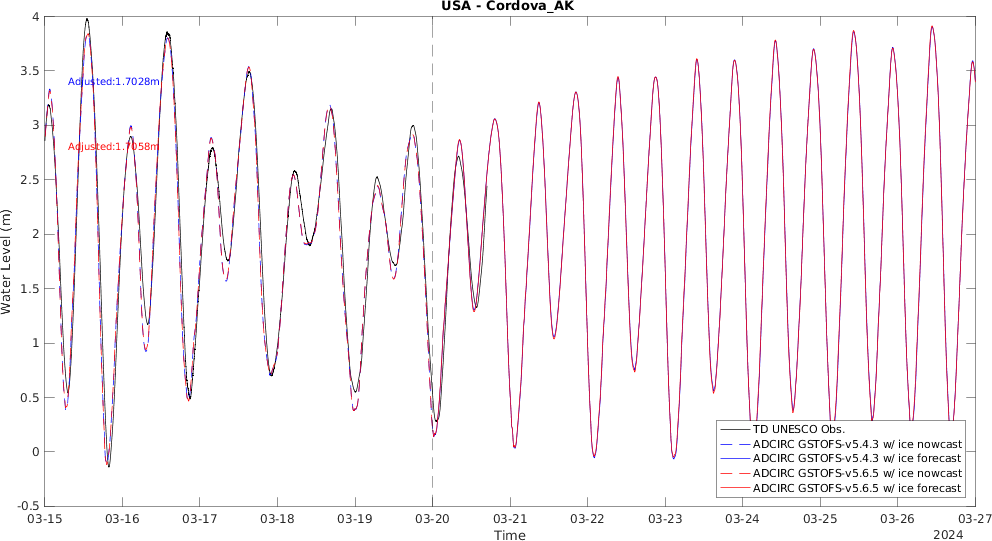 USA - Cordova_AK
4
3.5
3
2.5
2
1.5
1
0.5
0
-0.5
Water Level (m)
Adjusted:1.7028m
Adjusted:1.7058m
TD UNESCO Obs.
ADCIRC GSTOFS-v5.4.3 w/ ice nowcast
ADCIRC GSTOFS-v5.4.3 w/ ice forecast
ADCIRC GSTOFS-v5.6.5 w/ ice nowcast
ADCIRC GSTOFS-v5.6.5 w/ ice forecast
03-15 03-16 03-17 03-18 03-19 03-20 03-21 03-22 03-23 03-24 03-25 03-26 03-27
Time
2024